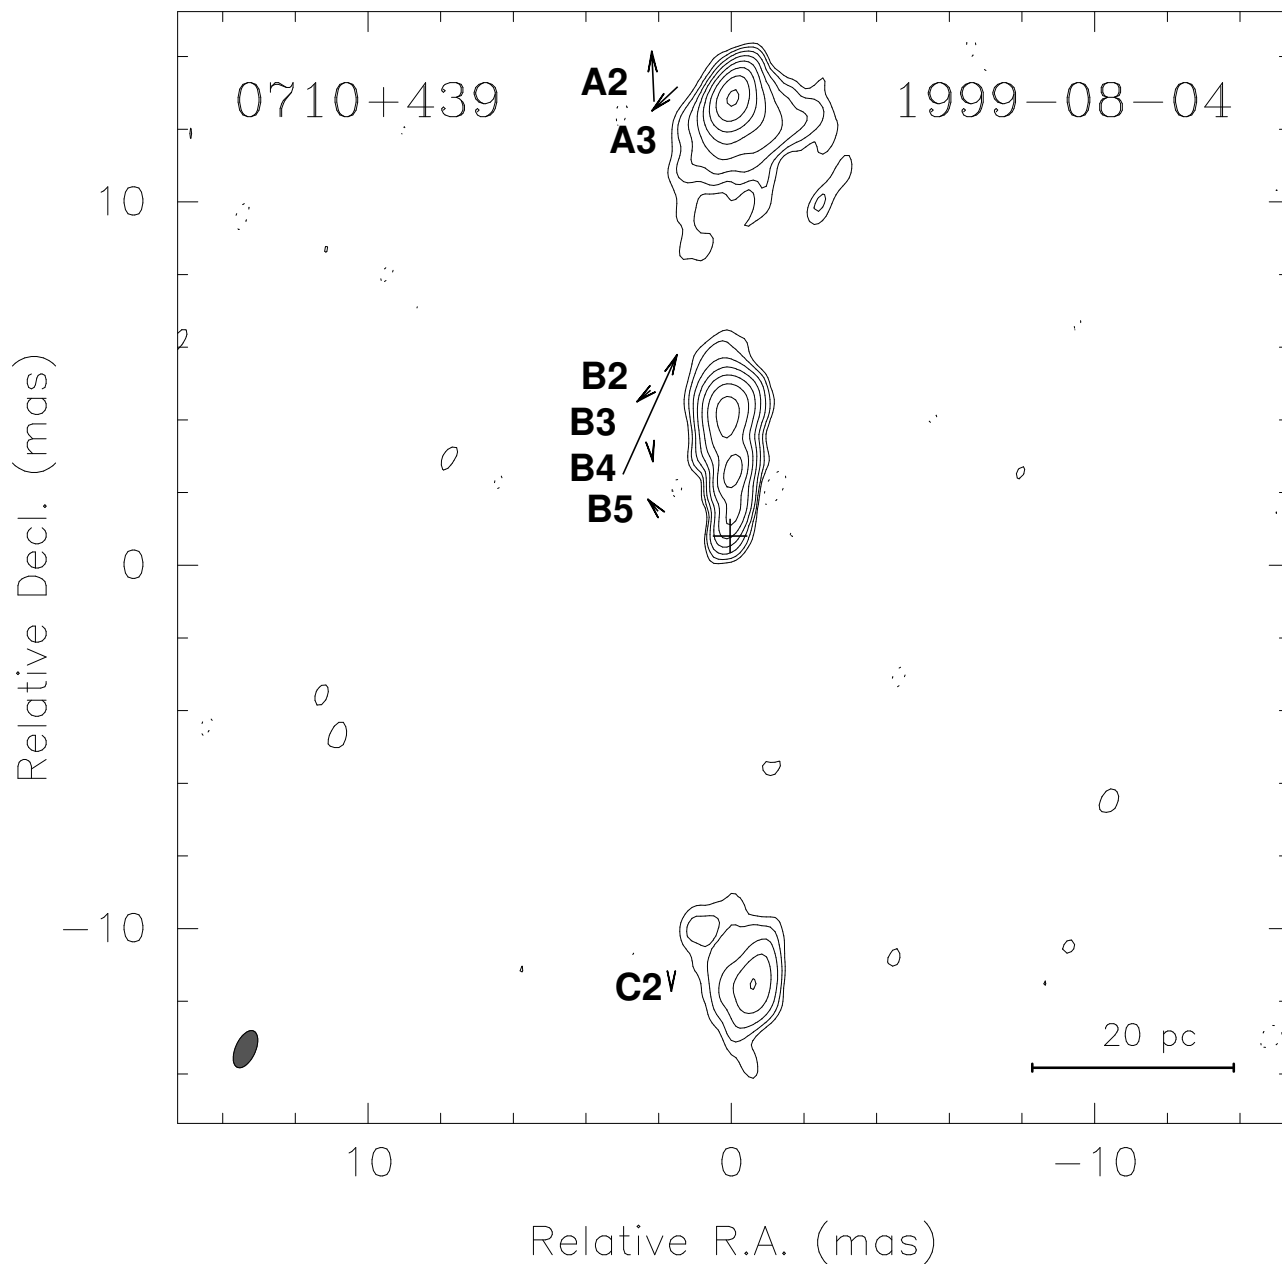 0710+439
1999-08-04
A2
A3
10
B2
B3
B4
B5
0
-10
C2
20 pc
10
0
-10
Relative Decl. (mas)
Relative R.A. (mas)